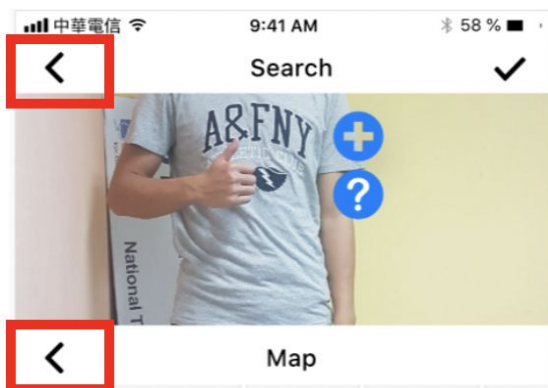 中華電信 9:41 AM 58 %
Search
A&FNY
?
National T
Map